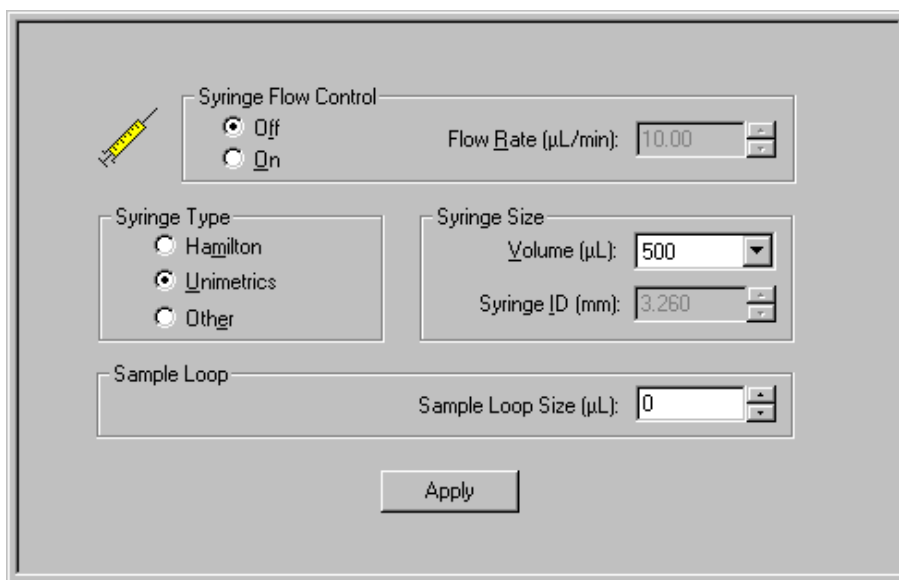 Syringe Flow Control
Off
On
Flow Rate (µL/min): 10.00
Syringe Type
Hamilton
Unimetrics
Other
Syringe Size
Volume (µL): 500
Syringe ID (mm): 3.260
Sample Loop
Sample Loop Size (µL): 0
Apply